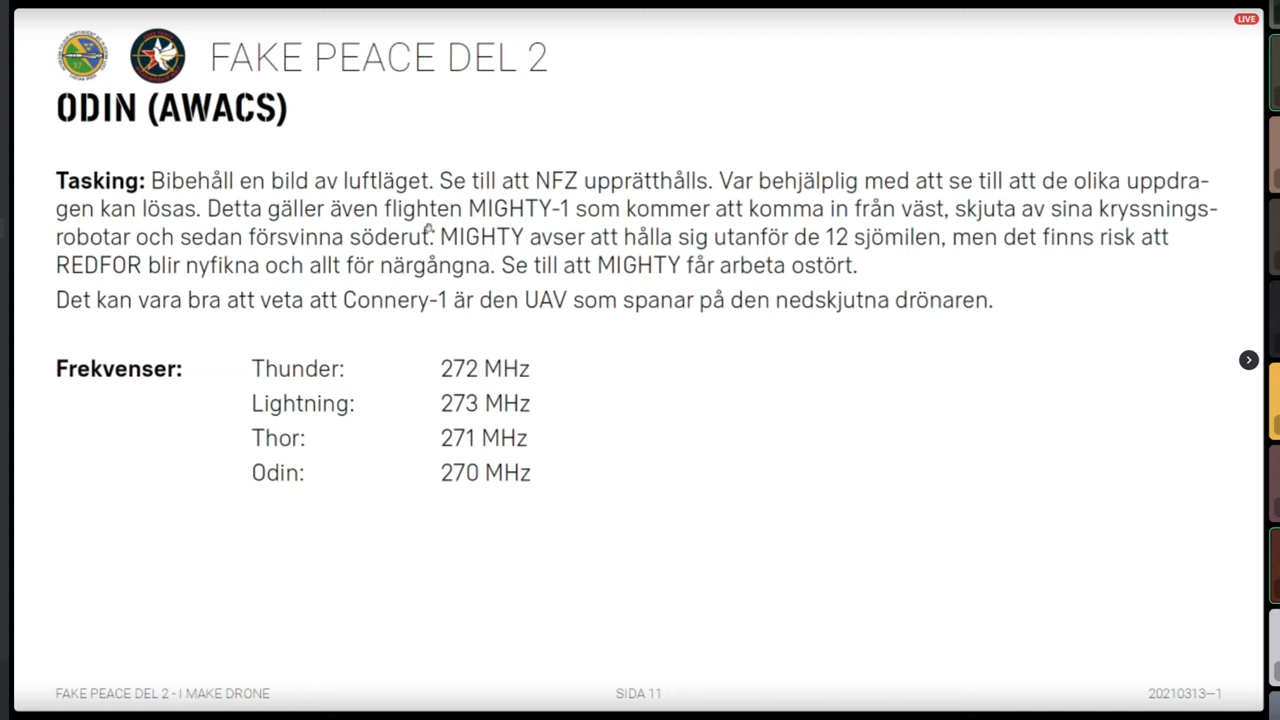 LIVE
FAKE PEACE DEL 2
ODIN (AWACS)
Tasking: Bibehåll en bild av luftläget. Se till att NFZ upprätthålls. Var behjälplig med att se till att de olika uppdra-
gen kan lösas. Detta gäller även flighten MIGHTY-1 som kommer att komma in från väst, skjuta av sina kryssnings-
robotar och sedan försvinna söderut. MIGHTY avser att hålla sig utanför de 12 sjömilen, men det finns risk att
REDFOR blir nyfikna och allt för närgångna. Se till att MIGHTY får arbeta ostört.
Det kan vara bra att veta att Connery-1 är den UAV som spanar på den nedskjutna drönaren.
Frekvenser: Thunder: 272 MHz
Lightning: 273 MHz
Thor: 271 MHz
Odin: 270 MHz
FAKE PEACE DEL 2 - I MAKE DRONE SIDA 11 20210313—1